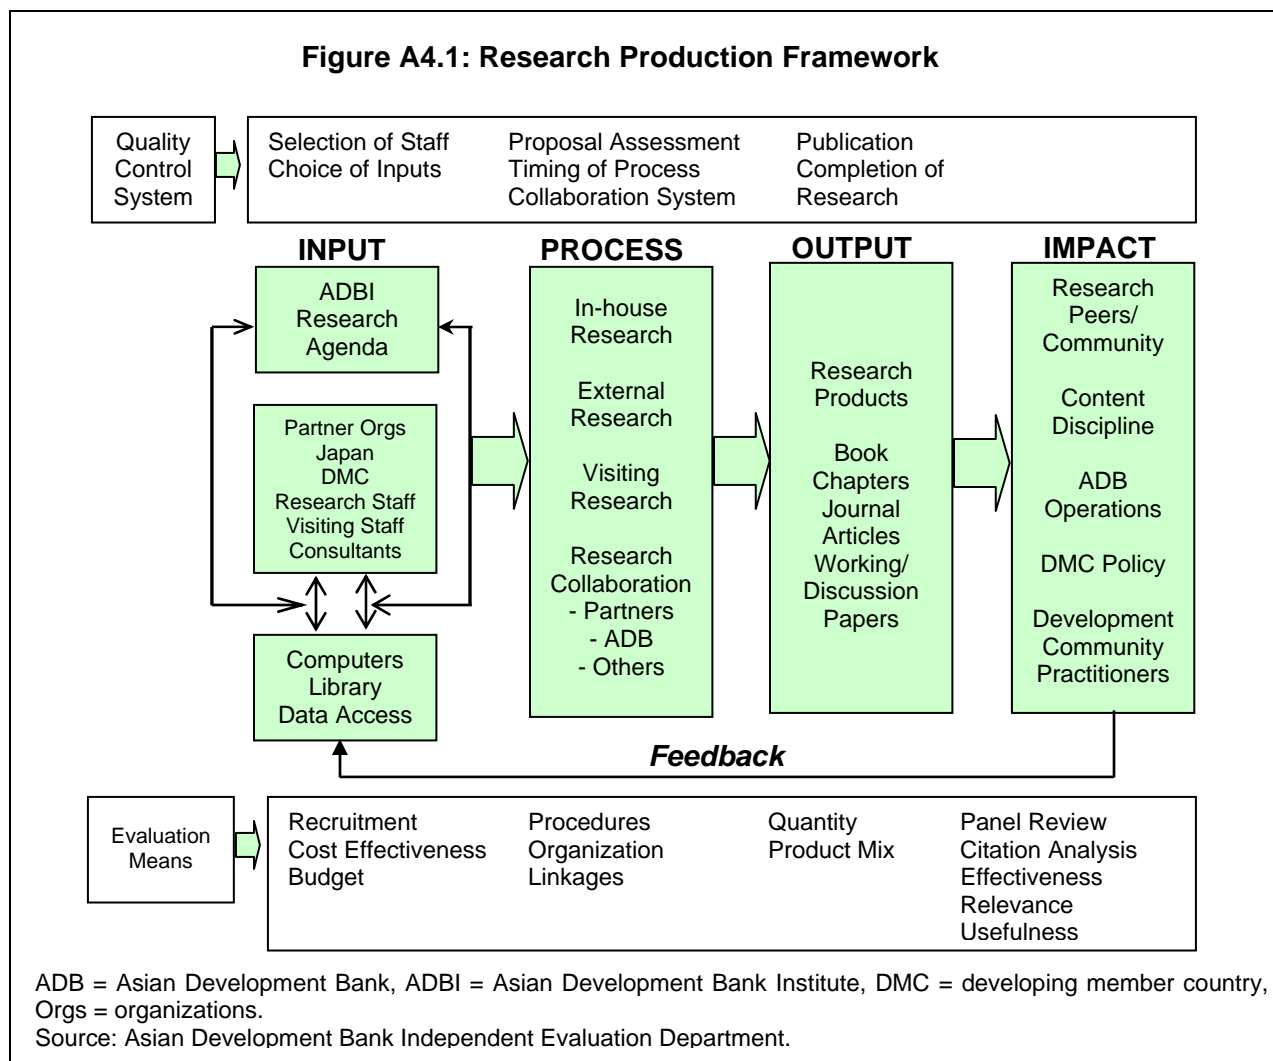 Figure A4.1: Research Production Framework
Quality
Control
System
Selection of Staff
Choice of Inputs
Proposal Assessment
Timing of Process
Collaboration System
Publication
Completion of
Research
INPUT
ADBI
Research
Agenda
Partner Orgs
Japan
DMC
Research Staff
Visiting Staff
Consultants
Computers
Library
Data Access
PROCESS
In-house
Research
External
Research
Visiting
Research
Research
Collaboration
- Partners
- ADB
- Others
OUTPUT
Research
Products
Book
Chapters
Journal
Articles
Working/
Discussion
Papers
IMPACT
Research
Peers/
Community
Content
Discipline
ADB
Operations
DMC Policy
Development
Community
Practitioners
Feedback
Evaluation
Means
Recruitment
Cost Effectiveness
Budget
Procedures
Organization
Linkages
Quantity
Product Mix
Panel Review
Citation Analysis
Effectiveness
Relevance
Usefulness
ADB = Asian Development Bank, ADBI = Asian Development Bank Institute, DMC = developing member country,
Orgs = organizations.
Source: Asian Development Bank Independent Evaluation Department.